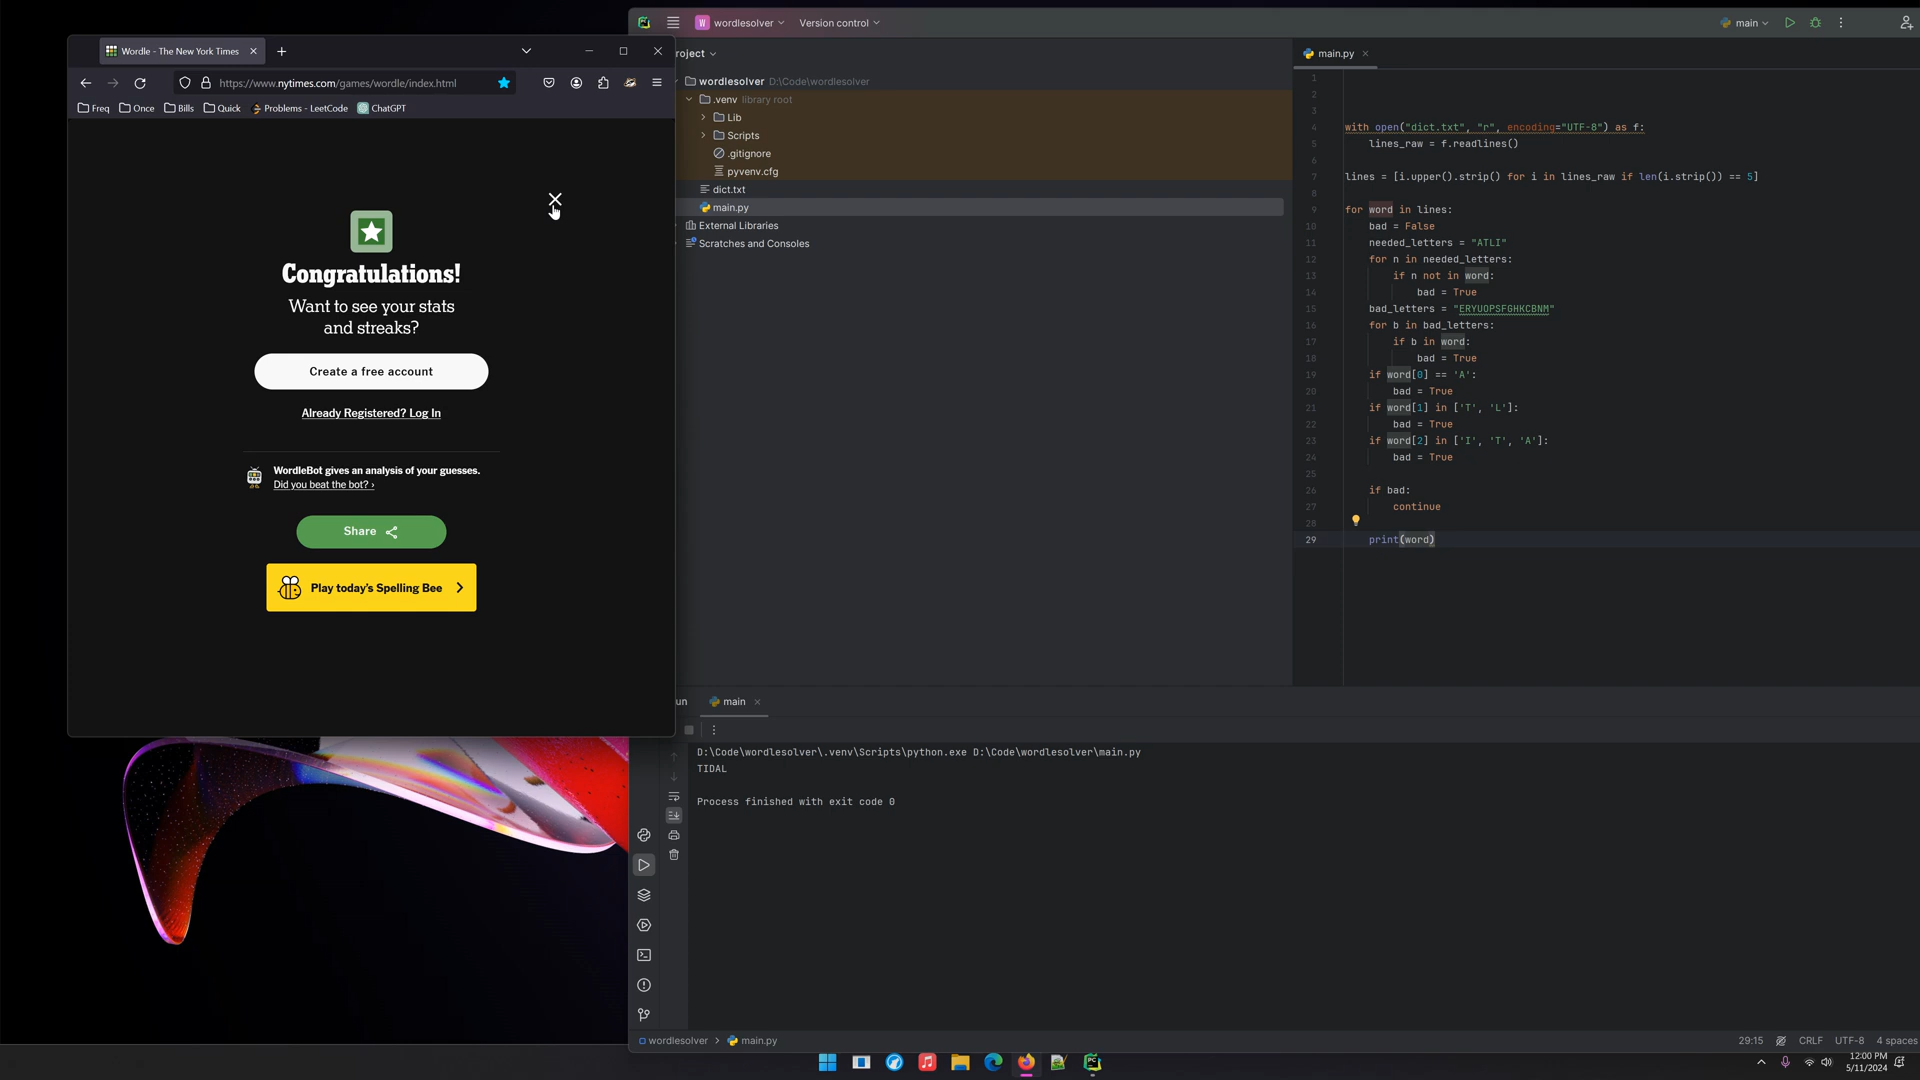 Wordle - The New York Times
https://www.nytimes.com/games/wordle/index.html
Freq Once Bills Quick Problems - LeetCode ChatGPT
Congratulations!
Want to see your stats
and streaks?
Create a free account
Already Registered? Log In
WordleBot gives an analysis of your guesses.
Did you beat the bot? ›
Share
Play today's Spelling Bee
W wordlesolver Version control
main
roject
wordlesolver D:\Code\wordlesolver
.venv library root
Lib
Scripts
.gitignore
pyvenv.cfg
dict.txt
main.py
External Libraries
Scratches and Consoles
main.py
1
2
3
4 with open("dict.txt", "r", encoding="UTF-8") as f:
5 lines_raw = f.readlines()
6
7 lines = [i.upper().strip() for i in lines_raw if len(i.strip()) == 5]
8
9 for word in lines:
10 bad = False
11 needed_letters = "ATLI"
12 for n in needed_letters:
13 if n not in word:
14 bad = True
15 bad_letters = "ERYUOPSFGHKCBNM"
16 for b in bad_letters:
17 if b in word:
18 bad = True
19 if word[0] == 'A':
20 bad = True
21 if word[1] in ['T', 'L']:
22 bad = True
23 if word[2] in ['I', 'T', 'A']:
24 bad = True
25
26 if bad:
27 continue
28
29 print(word)
un main
D:\Code\wordlesolver\.venv\Scripts\python.exe D:\Code\wordlesolver\main.py
TIDAL
Process finished with exit code 0
wordlesolver > main.py
29:15 CRLF UTF-8 4 spaces
12:00 PM
5/11/2024